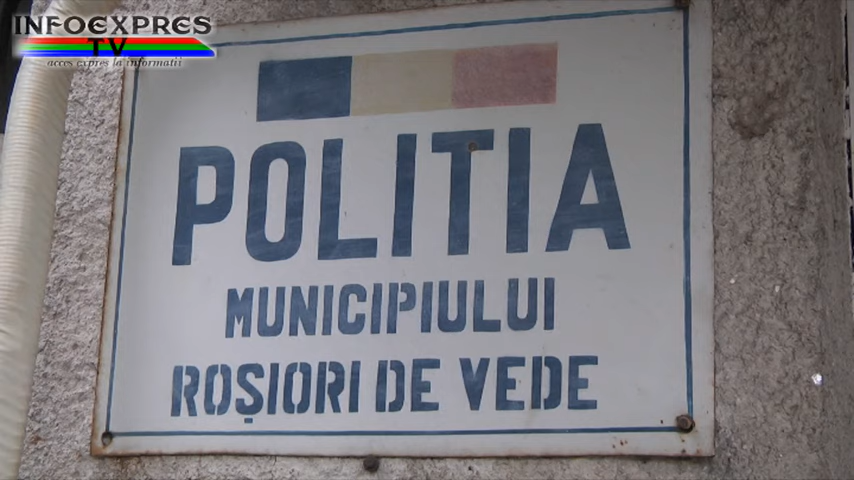 INFOEXPRES
TV
acces expres la informatii
POLITIA
MUNICIPIULUI
ROȘIORI DE VEDE